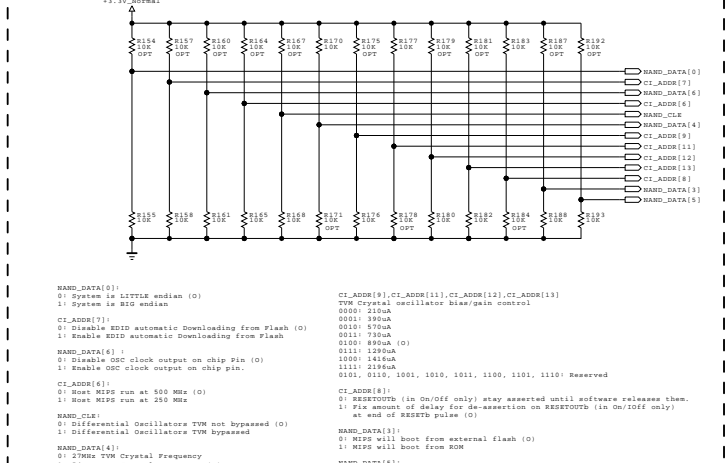 +3.3V_Normal
R154 10K OPT
R157 10K OPT
R160 10K OPT
R164 10K OPT
R167 10K OPT
R170 10K
R175 10K OPT
R177 10K
R179 10K OPT
R181 10K OPT
R183 10K
R187 10K OPT
R192 10K OPT
NAND_DATA[0]
CI_ADDR[7]
NAND_DATA[6]
CI_ADDR[6]
NAND_CLE
NAND_DATA[4]
CI_ADDR[9]
CI_ADDR[11]
CI_ADDR[12]
CI_ADDR[13]
CI_ADDR[8]
NAND_DATA[3]
NAND_DATA[5]
R155 10K
R158 10K
R161 10K
R165 10K
R168 10K
R171 10K OPT
R176 10K
R178 10K OPT
R180 10K
R182 10K
R184 10K OPT
R188 10K
R193 10K
NAND_DATA[0]:
0: System is LITTLE endian (O)
1: System is BIG endian
CI_ADDR[7]:
0: Disable EDID automatic Downloading from Flash (O)
1: Enable EDID automatic Downloading from Flash
NAND_DATA[6] :
0: Disable OSC clock output on chip Pin (O)
1: Enable OSC clock output on chip pin.
CI_ADDR[6]:
0: Host MIPS run at 500 MHz (O)
1: Host MIPS run at 250 MHz
NAND_CLE:
0: Differential Oscillators TVM not bypassed (O)
1: Differential Oscillators TVM bypassed
NAND_DATA[4]:
0: 27MHz TVM Crystal Frequency
CI_ADDR[9],CI_ADDR[11],CI_ADDR[12],CI_ADDR[13]
TVM Crystal oscillator bias/gain control
0000: 210uA
0001: 390uA
0010: 570uA
0011: 730uA
0100: 890uA (O)
0111: 1290uA
1000: 1416uA
1111: 2196uA
0101, 0110, 1001, 1010, 1011, 1100, 1101, 1110: Reserved
CI_ADDR[8]:
0: RESETOUTb (in On/Off only) stay asserted until software releases them.
1: Fix amount of delay for de-assertion on RESETOUTb (in On/IOff only)
at end of RESETb pulse (O)
NAND_DATA[3]:
0: MIPS will boot from external flash (O)
1: MIPS will boot from ROM
NAND_DATA[5]: